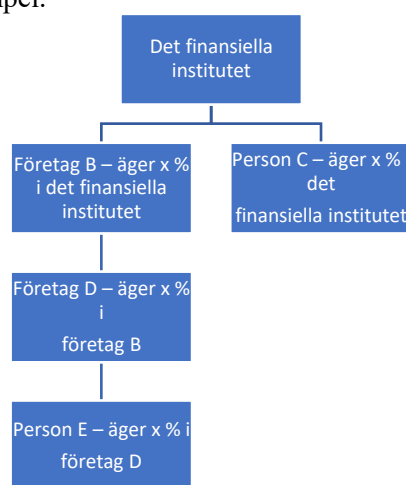 Det finansiella
institutet
Företag B – äger x %
i det finansiella
institutet
Person C – äger x %
det
finansiella institutet
Företag D – äger x %
i
företag B
Person E – äger x % i
företag D